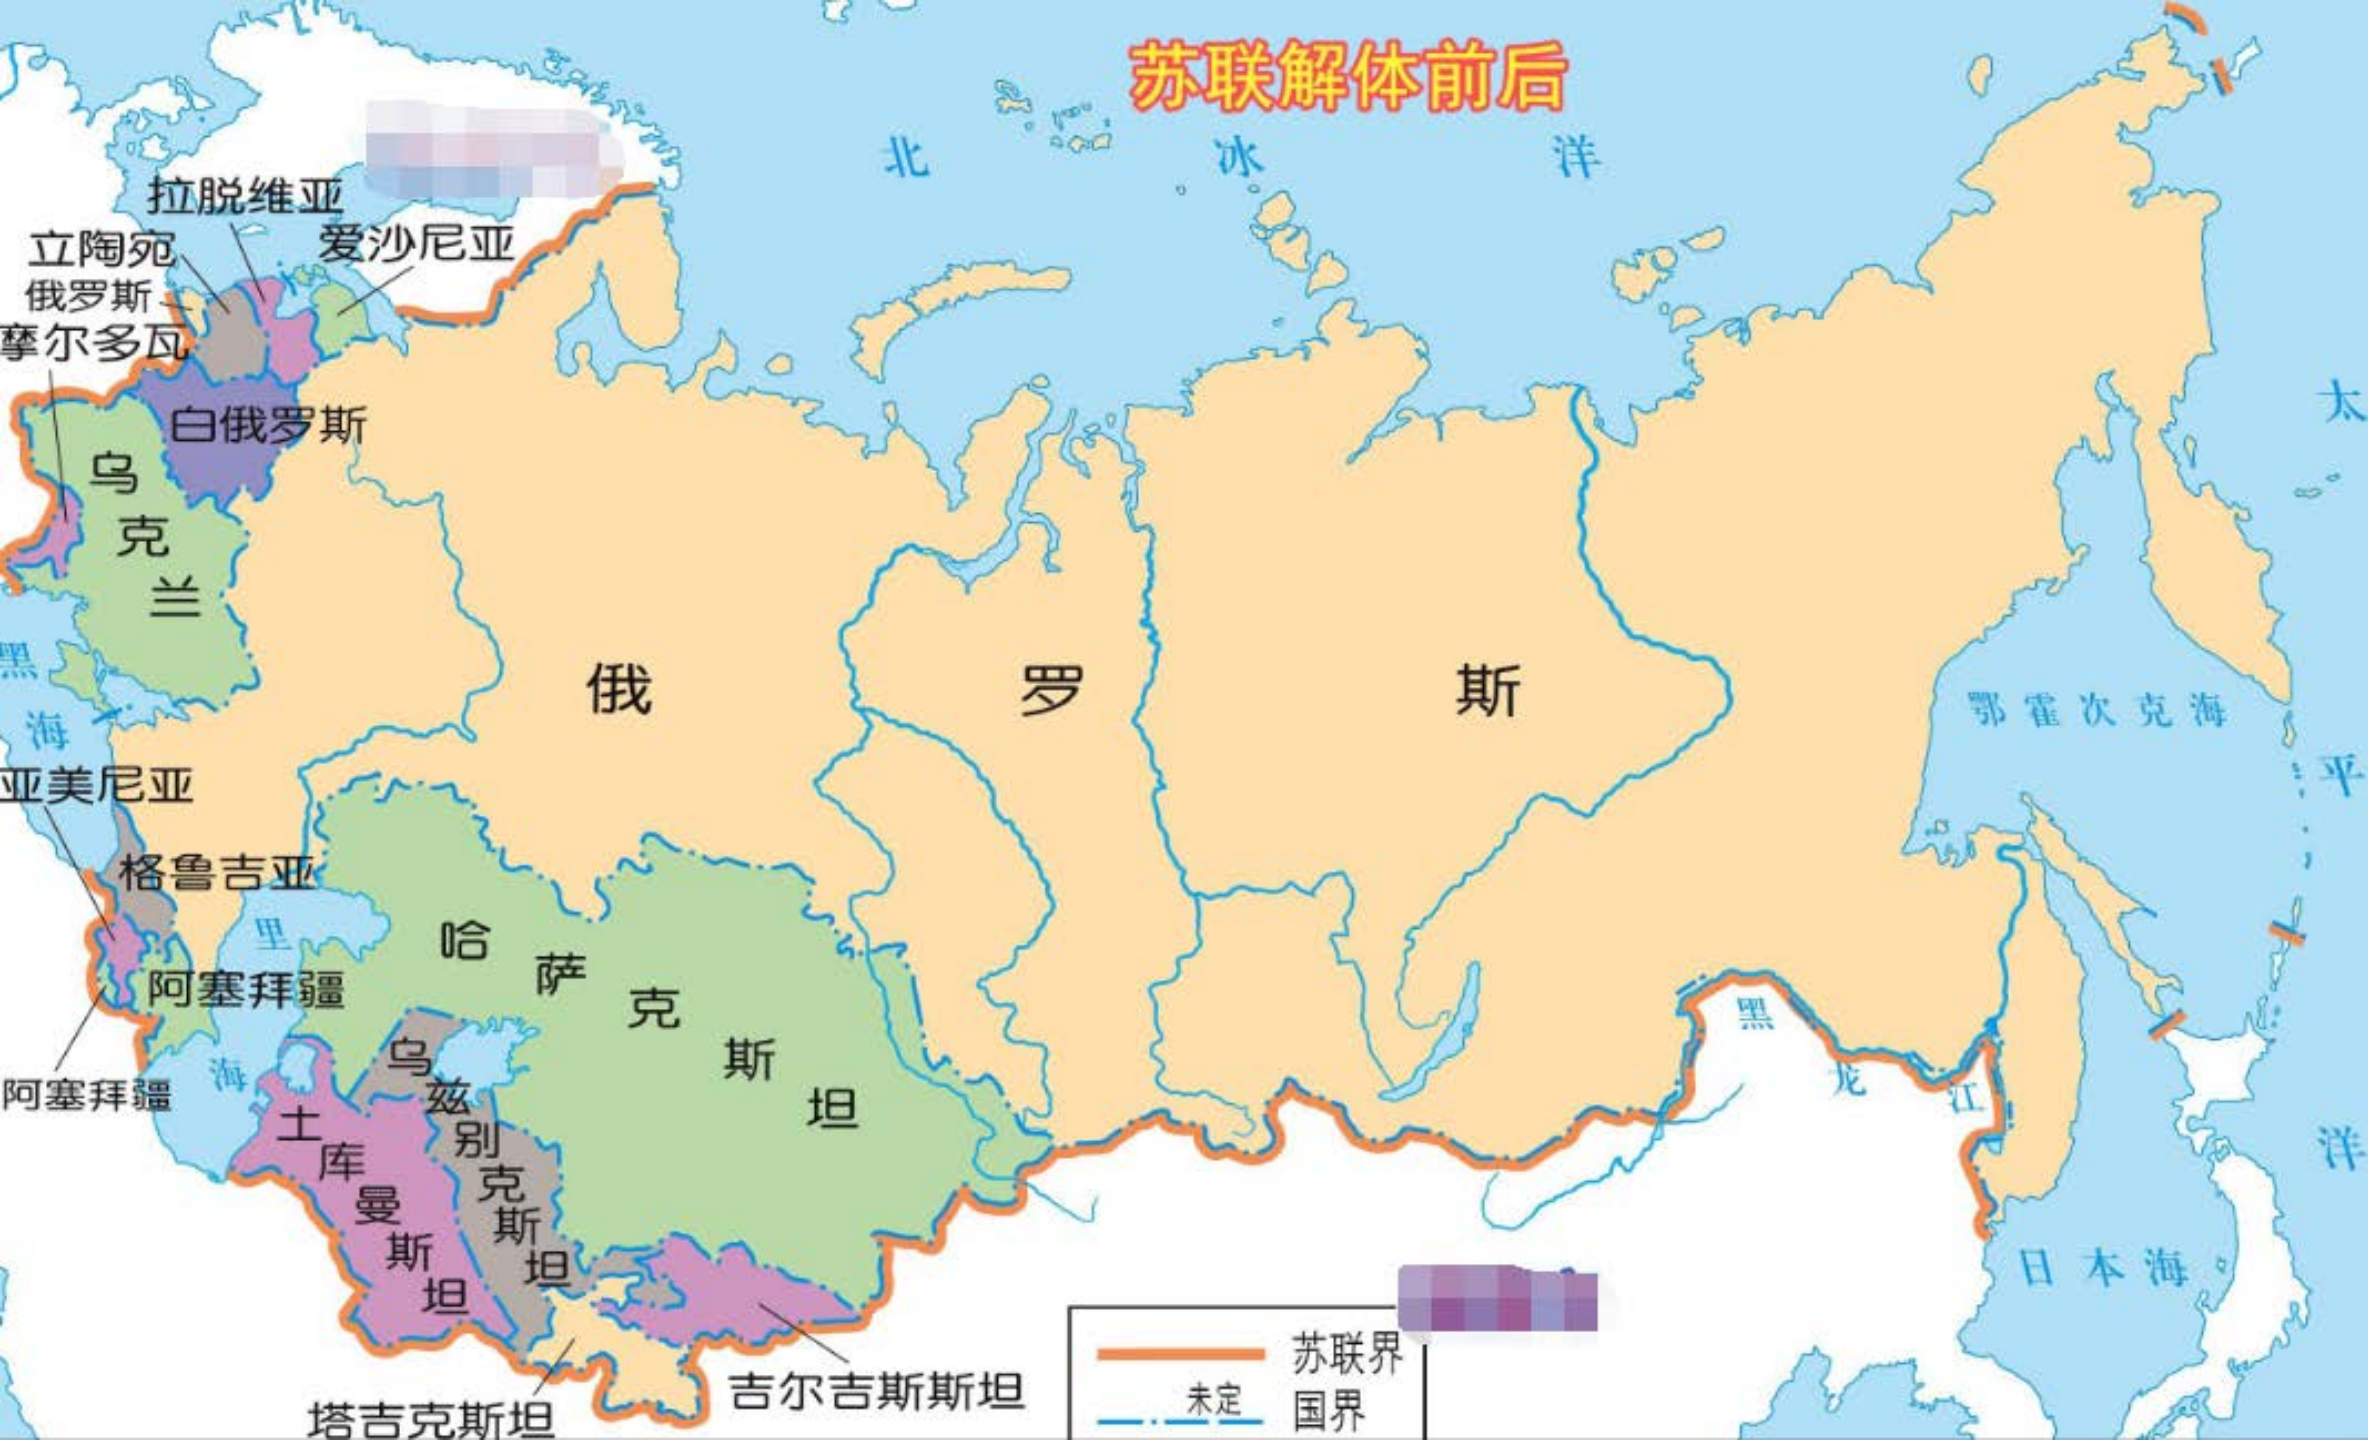 苏联解体前后
北冰洋
拉脱维亚
立陶宛
爱沙尼亚
俄罗斯
摩尔多瓦
白俄罗斯
乌克兰
太平洋
俄罗斯
黑海
鄂霍次克海
亚美尼亚
格鲁吉亚
里海
哈萨克斯坦
阿塞拜疆
阿塞拜疆
乌兹别克斯坦
土库曼斯坦
黑龙江
日本海
吉尔吉斯斯坦
塔吉克斯坦
苏联界
未定
国界